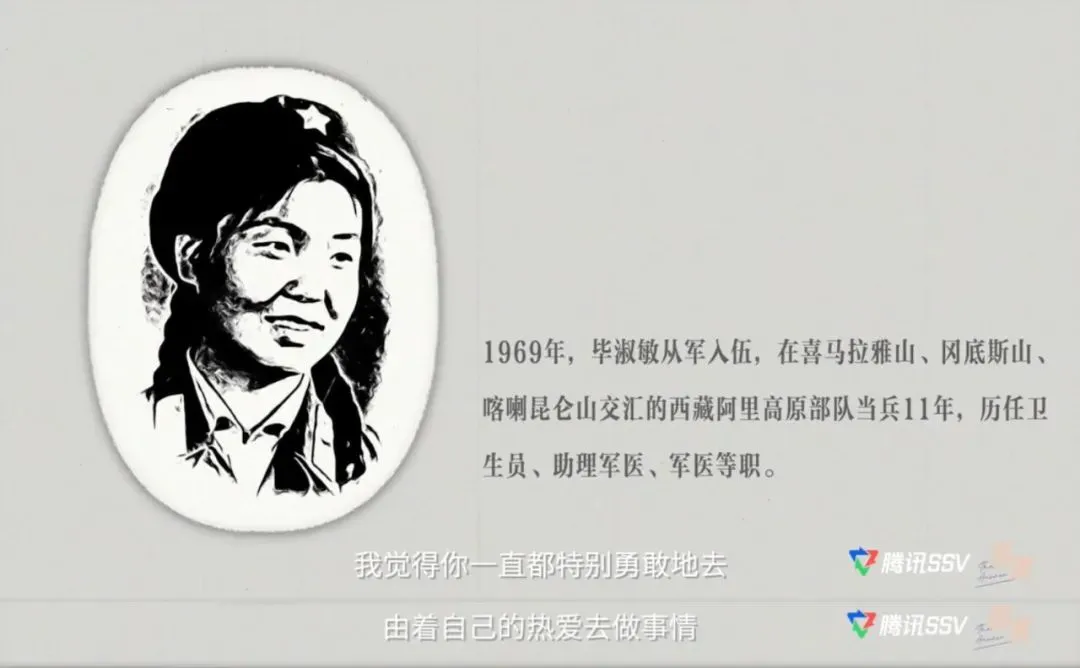 1969年，毕淑敏从军入伍，在喜马拉雅山、冈底斯山、
喀喇昆仑山交汇的西藏阿里高原部队当兵11年，历任卫
生员、助理军医、军医等职。
我觉得你一直都特别勇敢地去
腾讯SSV
The Answer
由着自己的热爱去做事情
腾讯SSV
The Answer